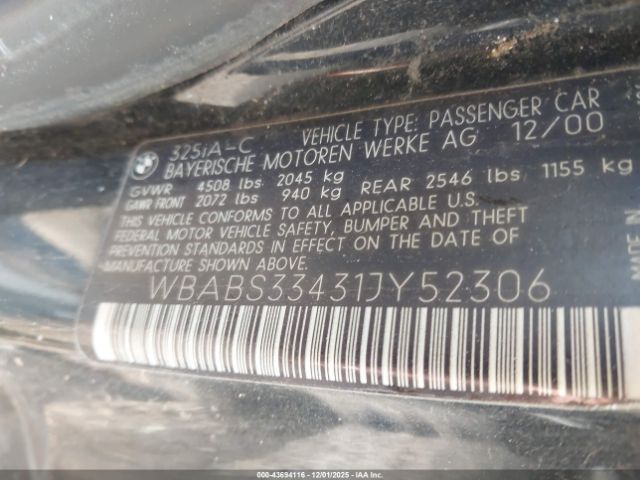 BMW
325iA-C VEHICLE TYPE: PASSENGER CAR
BAYERISCHE MOTOREN WERKE AG 12/00
GVWR 4508 lbs 2045 kg
GAWR FRONT 2072 lbs 940 kg REAR 2546 lbs 1155 kg
THIS VEHICLE CONFORMS TO ALL APPLICABLE U.S.
FEDERAL MOTOR VEHICLE SAFETY, BUMPER AND THEFT
PREVENTION STANDARDS IN EFFECT ON THE DATE OF
MANUFACTURE SHOWN ABOVE.
WBABS33431JY52306
MADE IN
000-43694116 - 12/01/2025 - IAA Inc.